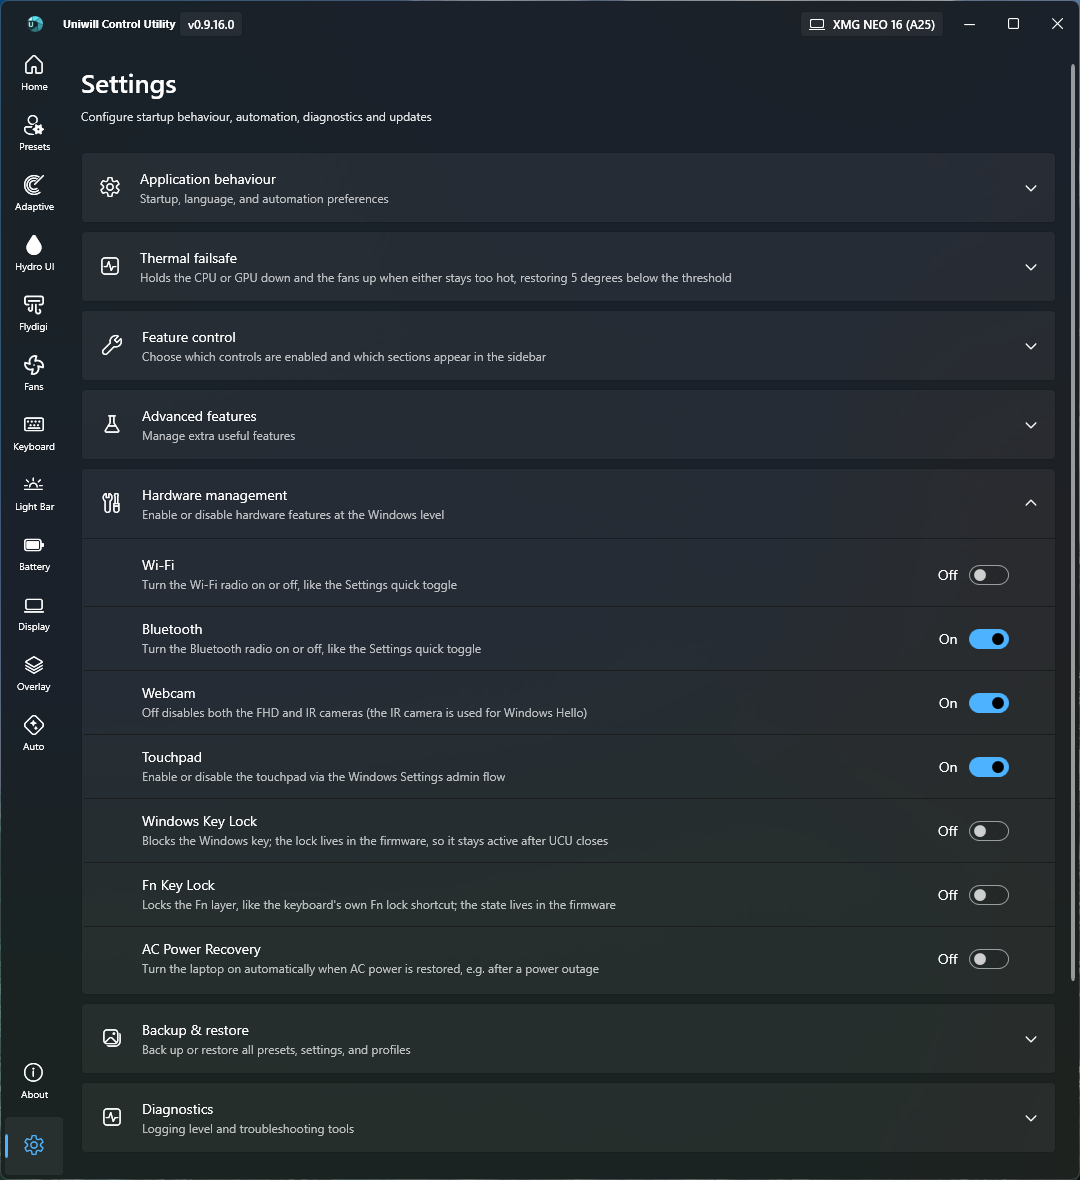 Uniwill Control Utility v0.9.16.0
XMG NEO 16 (A25)
Home
Presets
Adaptive
Hydro UI
Flydigi
Fans
Keyboard
Light Bar
Battery
Display
Overlay
Auto
About
Settings
Configure startup behaviour, automation, diagnostics and updates
Application behaviour
Startup, language, and automation preferences
Thermal failsafe
Holds the CPU or GPU down and the fans up when either stays too hot, restoring 5 degrees below the threshold
Feature control
Choose which controls are enabled and which sections appear in the sidebar
Advanced features
Manage extra useful features
Hardware management
Enable or disable hardware features at the Windows level
Wi-Fi
Turn the Wi-Fi radio on or off, like the Settings quick toggle
Off
Bluetooth
Turn the Bluetooth radio on or off, like the Settings quick toggle
On
Webcam
Off disables both the FHD and IR cameras (the IR camera is used for Windows Hello)
On
Touchpad
Enable or disable the touchpad via the Windows Settings admin flow
On
Windows Key Lock
Blocks the Windows key; the lock lives in the firmware, so it stays active after UCU closes
Off
Fn Key Lock
Locks the Fn layer, like the keyboard's own Fn lock shortcut; the state lives in the firmware
Off
AC Power Recovery
Turn the laptop on automatically when AC power is restored, e.g. after a power outage
Off
Backup & restore
Back up or restore all presets, settings, and profiles
Diagnostics
Logging level and troubleshooting tools